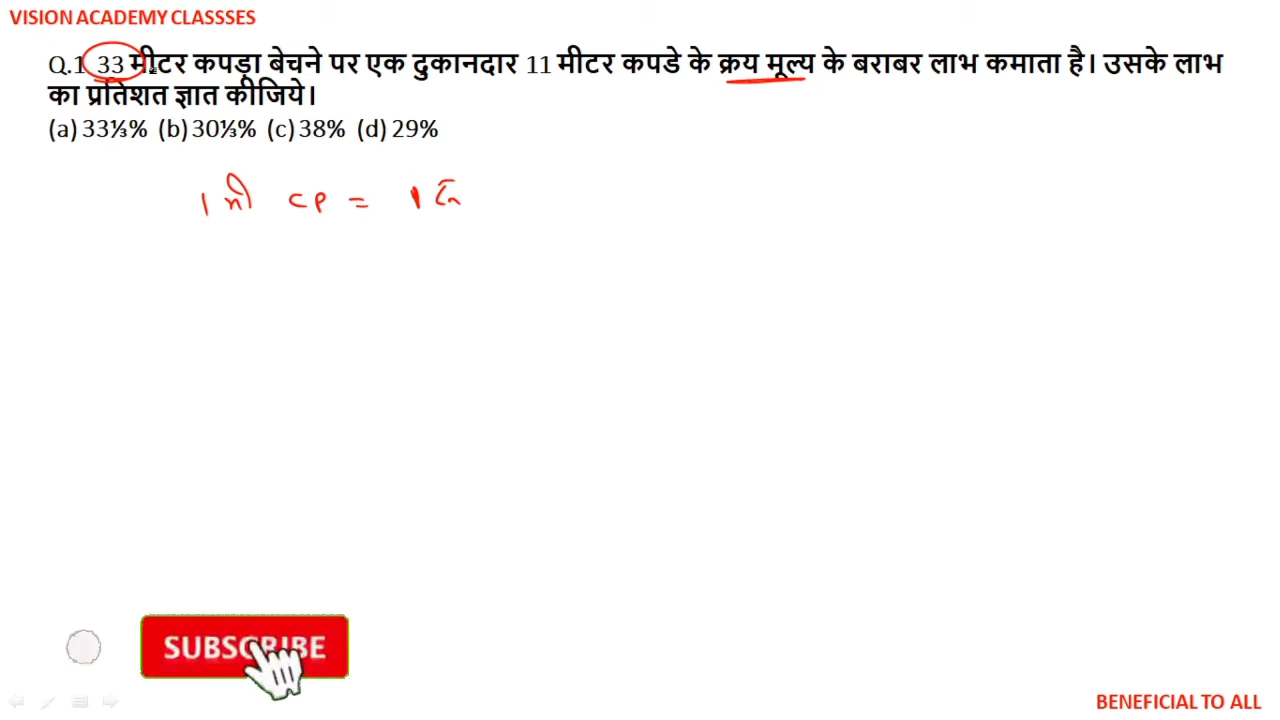 VISION ACADEMY CLASSSES
Q.1 33 मीटर कपड़ा बेचने पर एक दुकानदार 11 मीटर कपडे के क्रय मूल्य के बराबर लाभ कमाता है। उसके लाभ
का प्रतिशत ज्ञात कीजिये।
(a) 33⅓% (b) 30⅓% (c) 38% (d) 29%
1 मी CP = 1
SUBSCRIBE
BENEFICIAL TO ALL